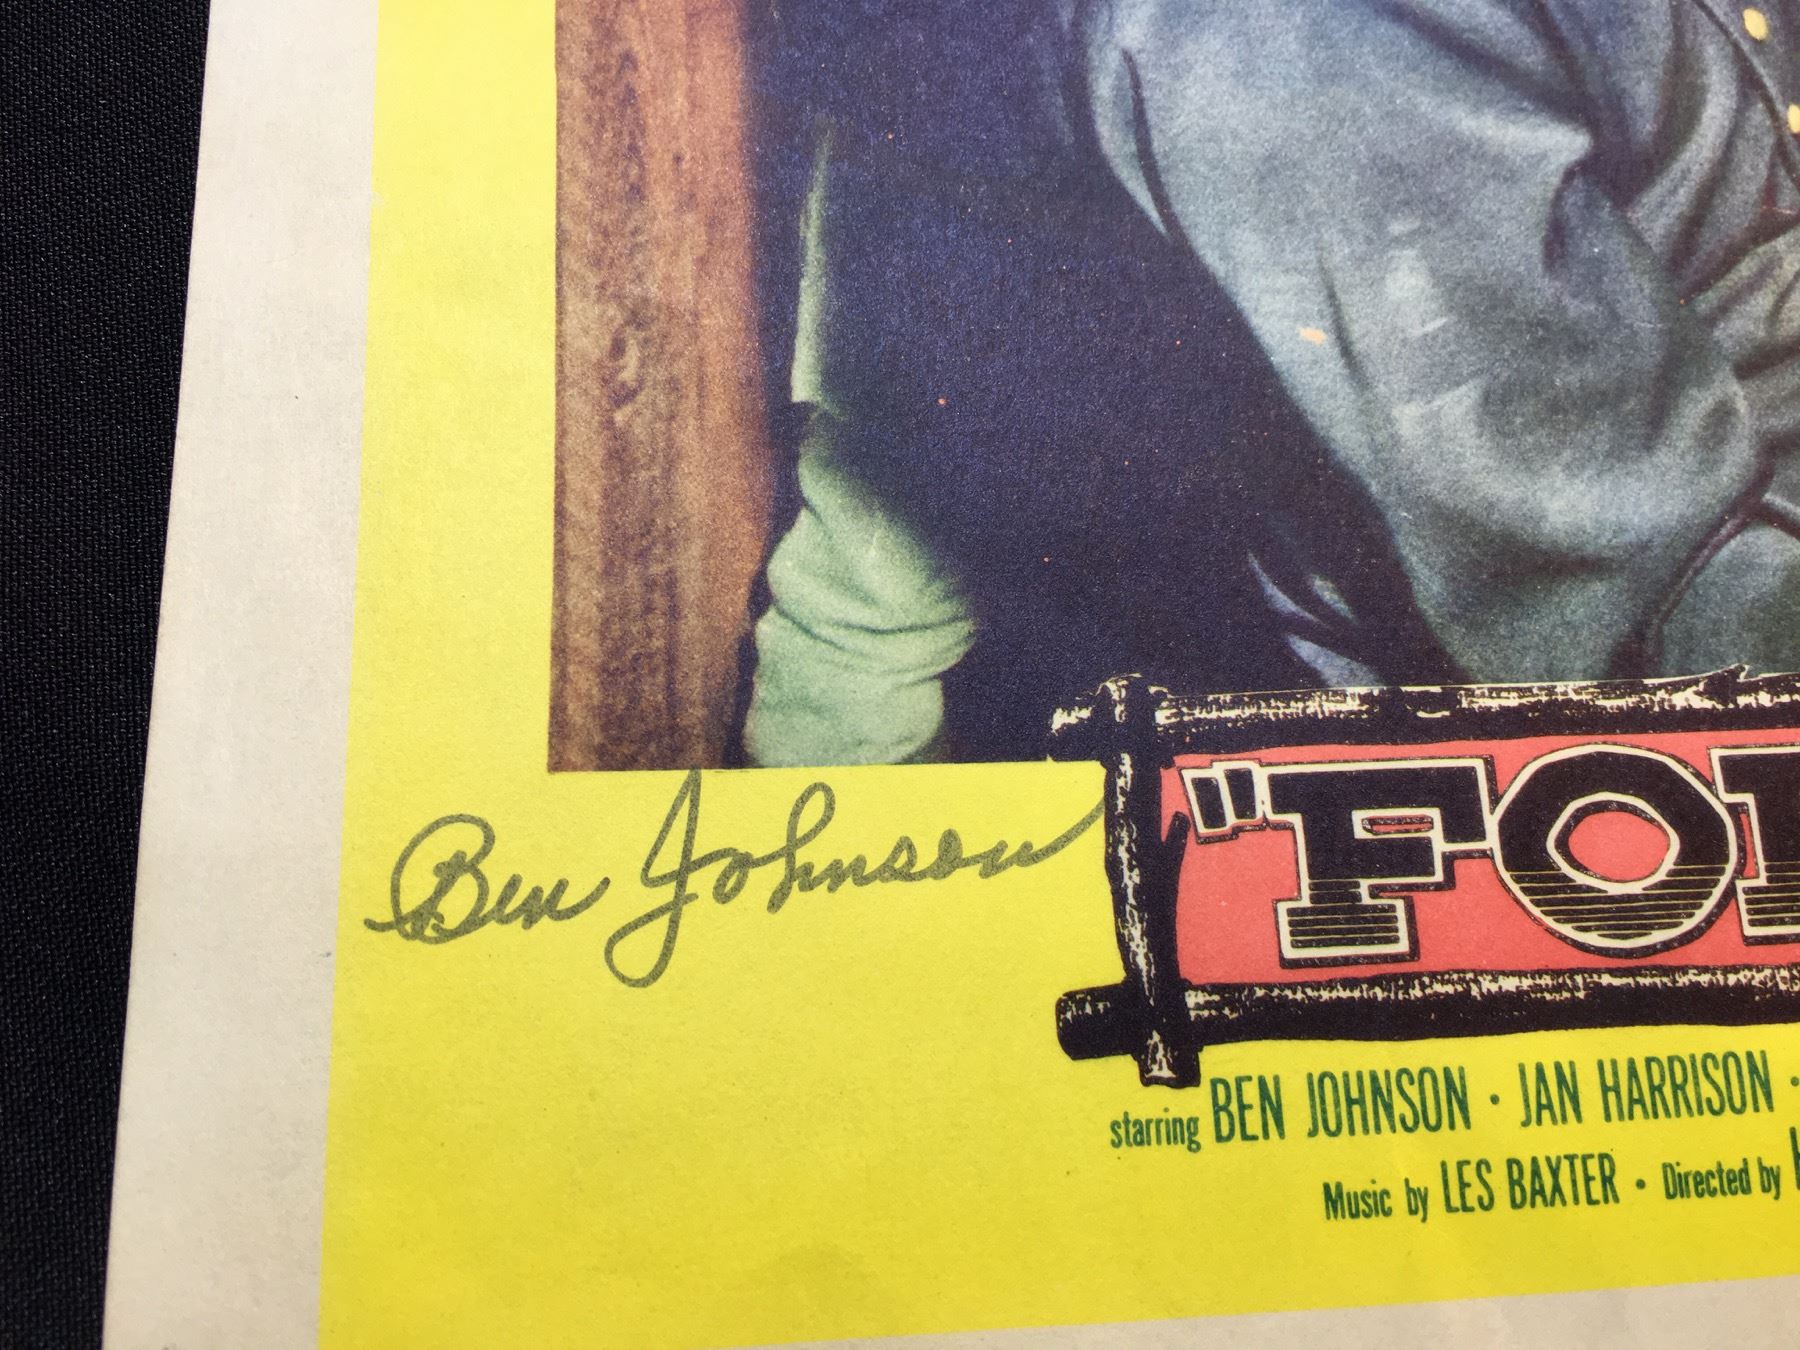 Ben Johnson
"FO
starring BEN JOHNSON · JAN HARRISON ·
Music by LES BAXTER · Directed by